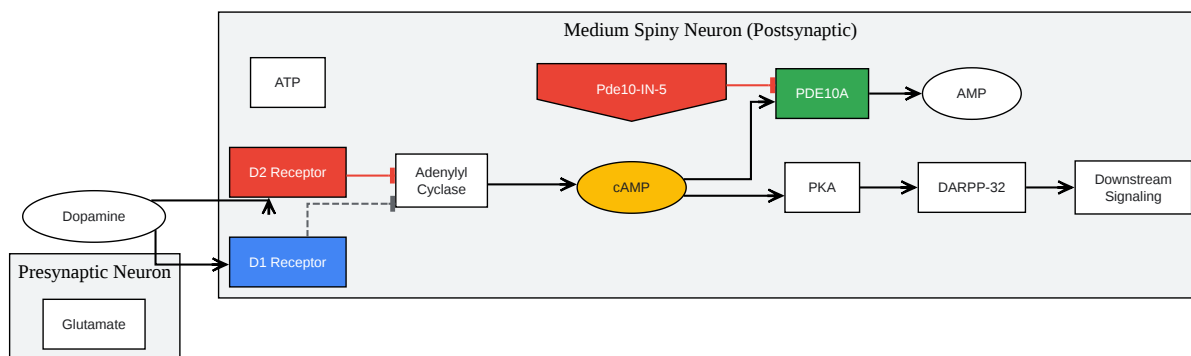 Medium Spiny Neuron (Postsynaptic)
ATP
Pde10-IN-5
PDE10A
AMP
D2 Receptor
Adenylyl
Cyclase
cAMP
PKA
DARPP-32
Downstream
Signaling
Dopamine
D1 Receptor
Presynaptic Neuron
Glutamate